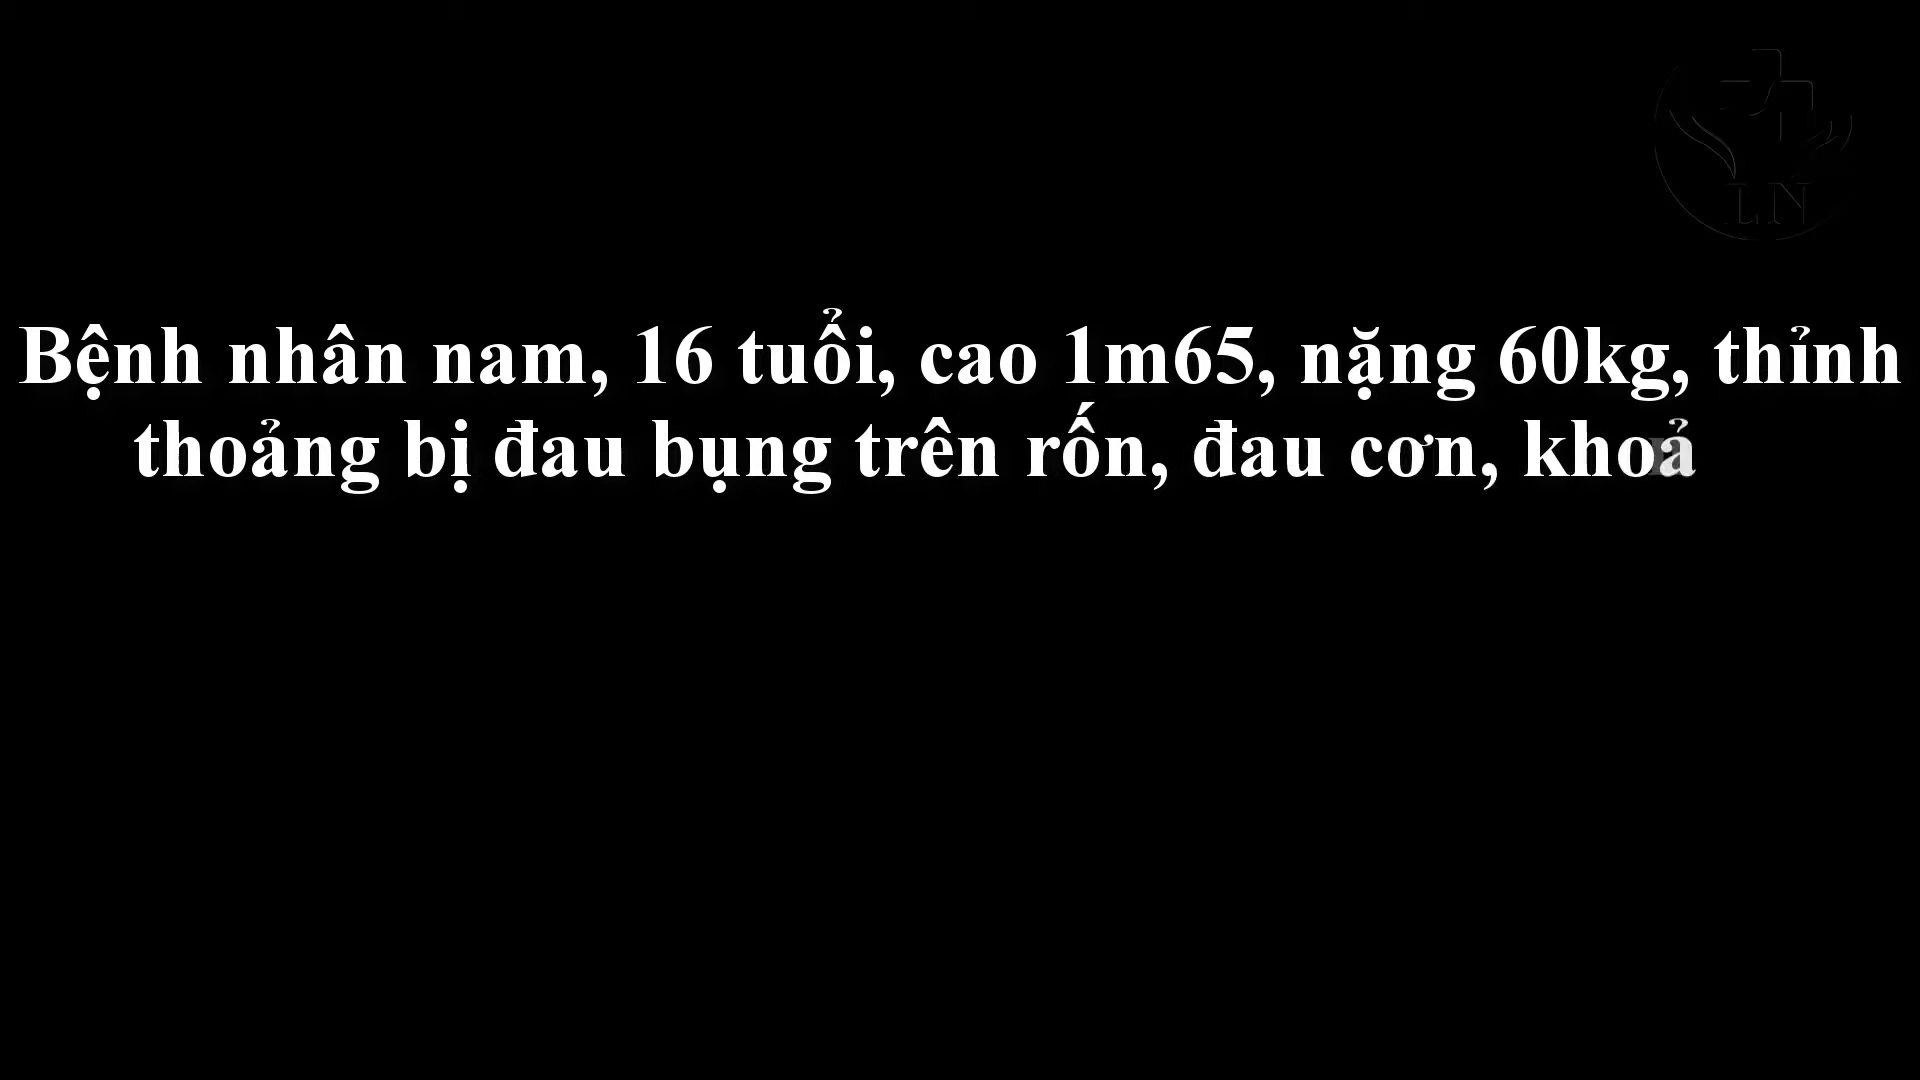 LN
Bệnh nhân nam, 16 tuổi, cao 1m65, nặng 60kg, thỉnh
thoảng bị đau bụng trên rốn, đau cơn, khoả